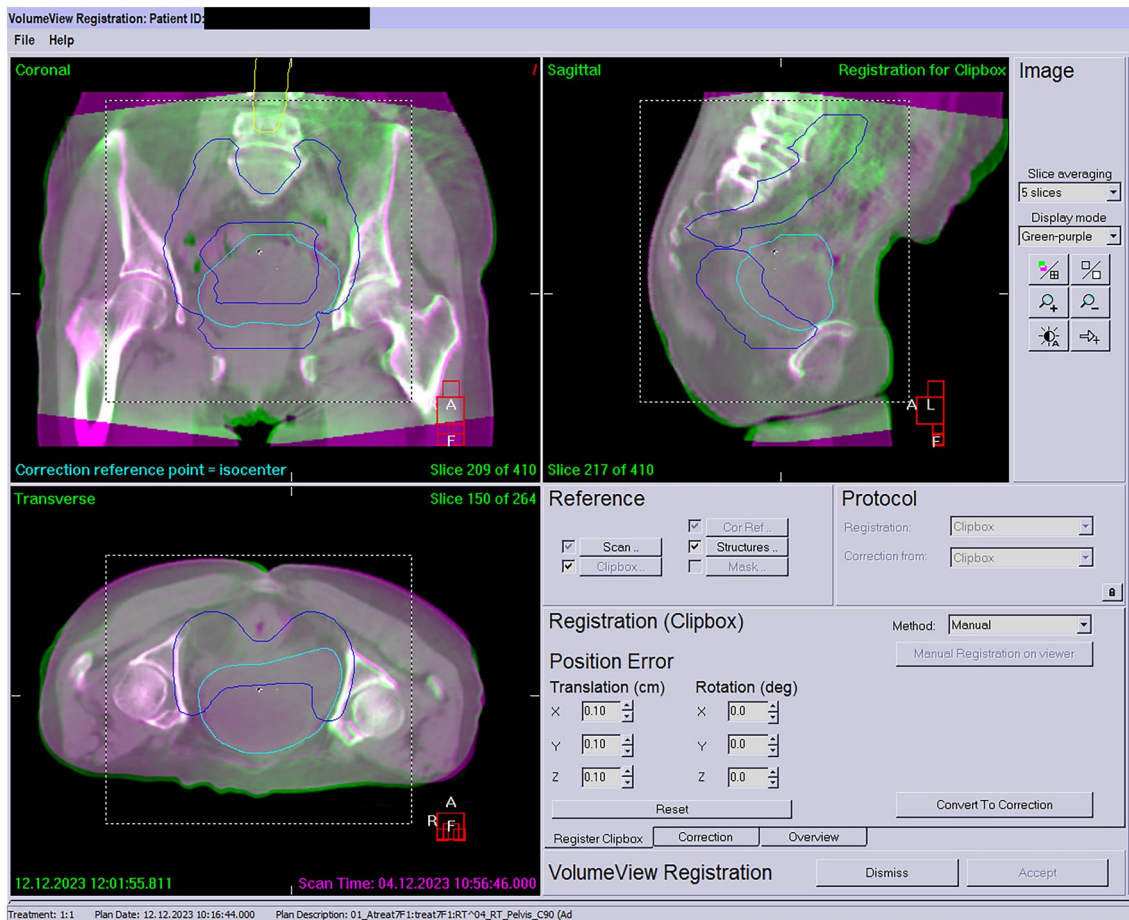 VolumeView Registration: Patient ID:
File Help
Coronal
/
Sagittal
Registration for Clipbox
Image
Slice averaging
5 slices
Display mode
Green-purple
A
F
A L
F
Correction reference point = isocenter
Slice 209 of 410
Slice 217 of 410
Transverse
Slice 150 of 264
A
R F
12.12.2023 12:01:55.811
Scan Time: 04.12.2023 10:56:46.000
Reference
Cor Ref ..
Scan ..
Structures ..
Clipbox ..
Mask ..
Protocol
Registration: Clipbox
Correction from: Clipbox
Registration (Clipbox)
Method: Manual
Manual Registration on viewer
Position Error
Translation (cm) Rotation (deg)
X 0.10 X 0.0
Y 0.10 Y 0.0
Z 0.10 Z 0.0
Reset
Convert To Correction
Register Clipbox Correction Overview
VolumeView Registration
Dismiss
Accept
Treatment: 1:1 Plan Date: 12.12.2023 10:16:44.000 Plan Description: 01_Atreat7F1:treat7F1:RT^04_RT_Pelvis_C90 (Ad